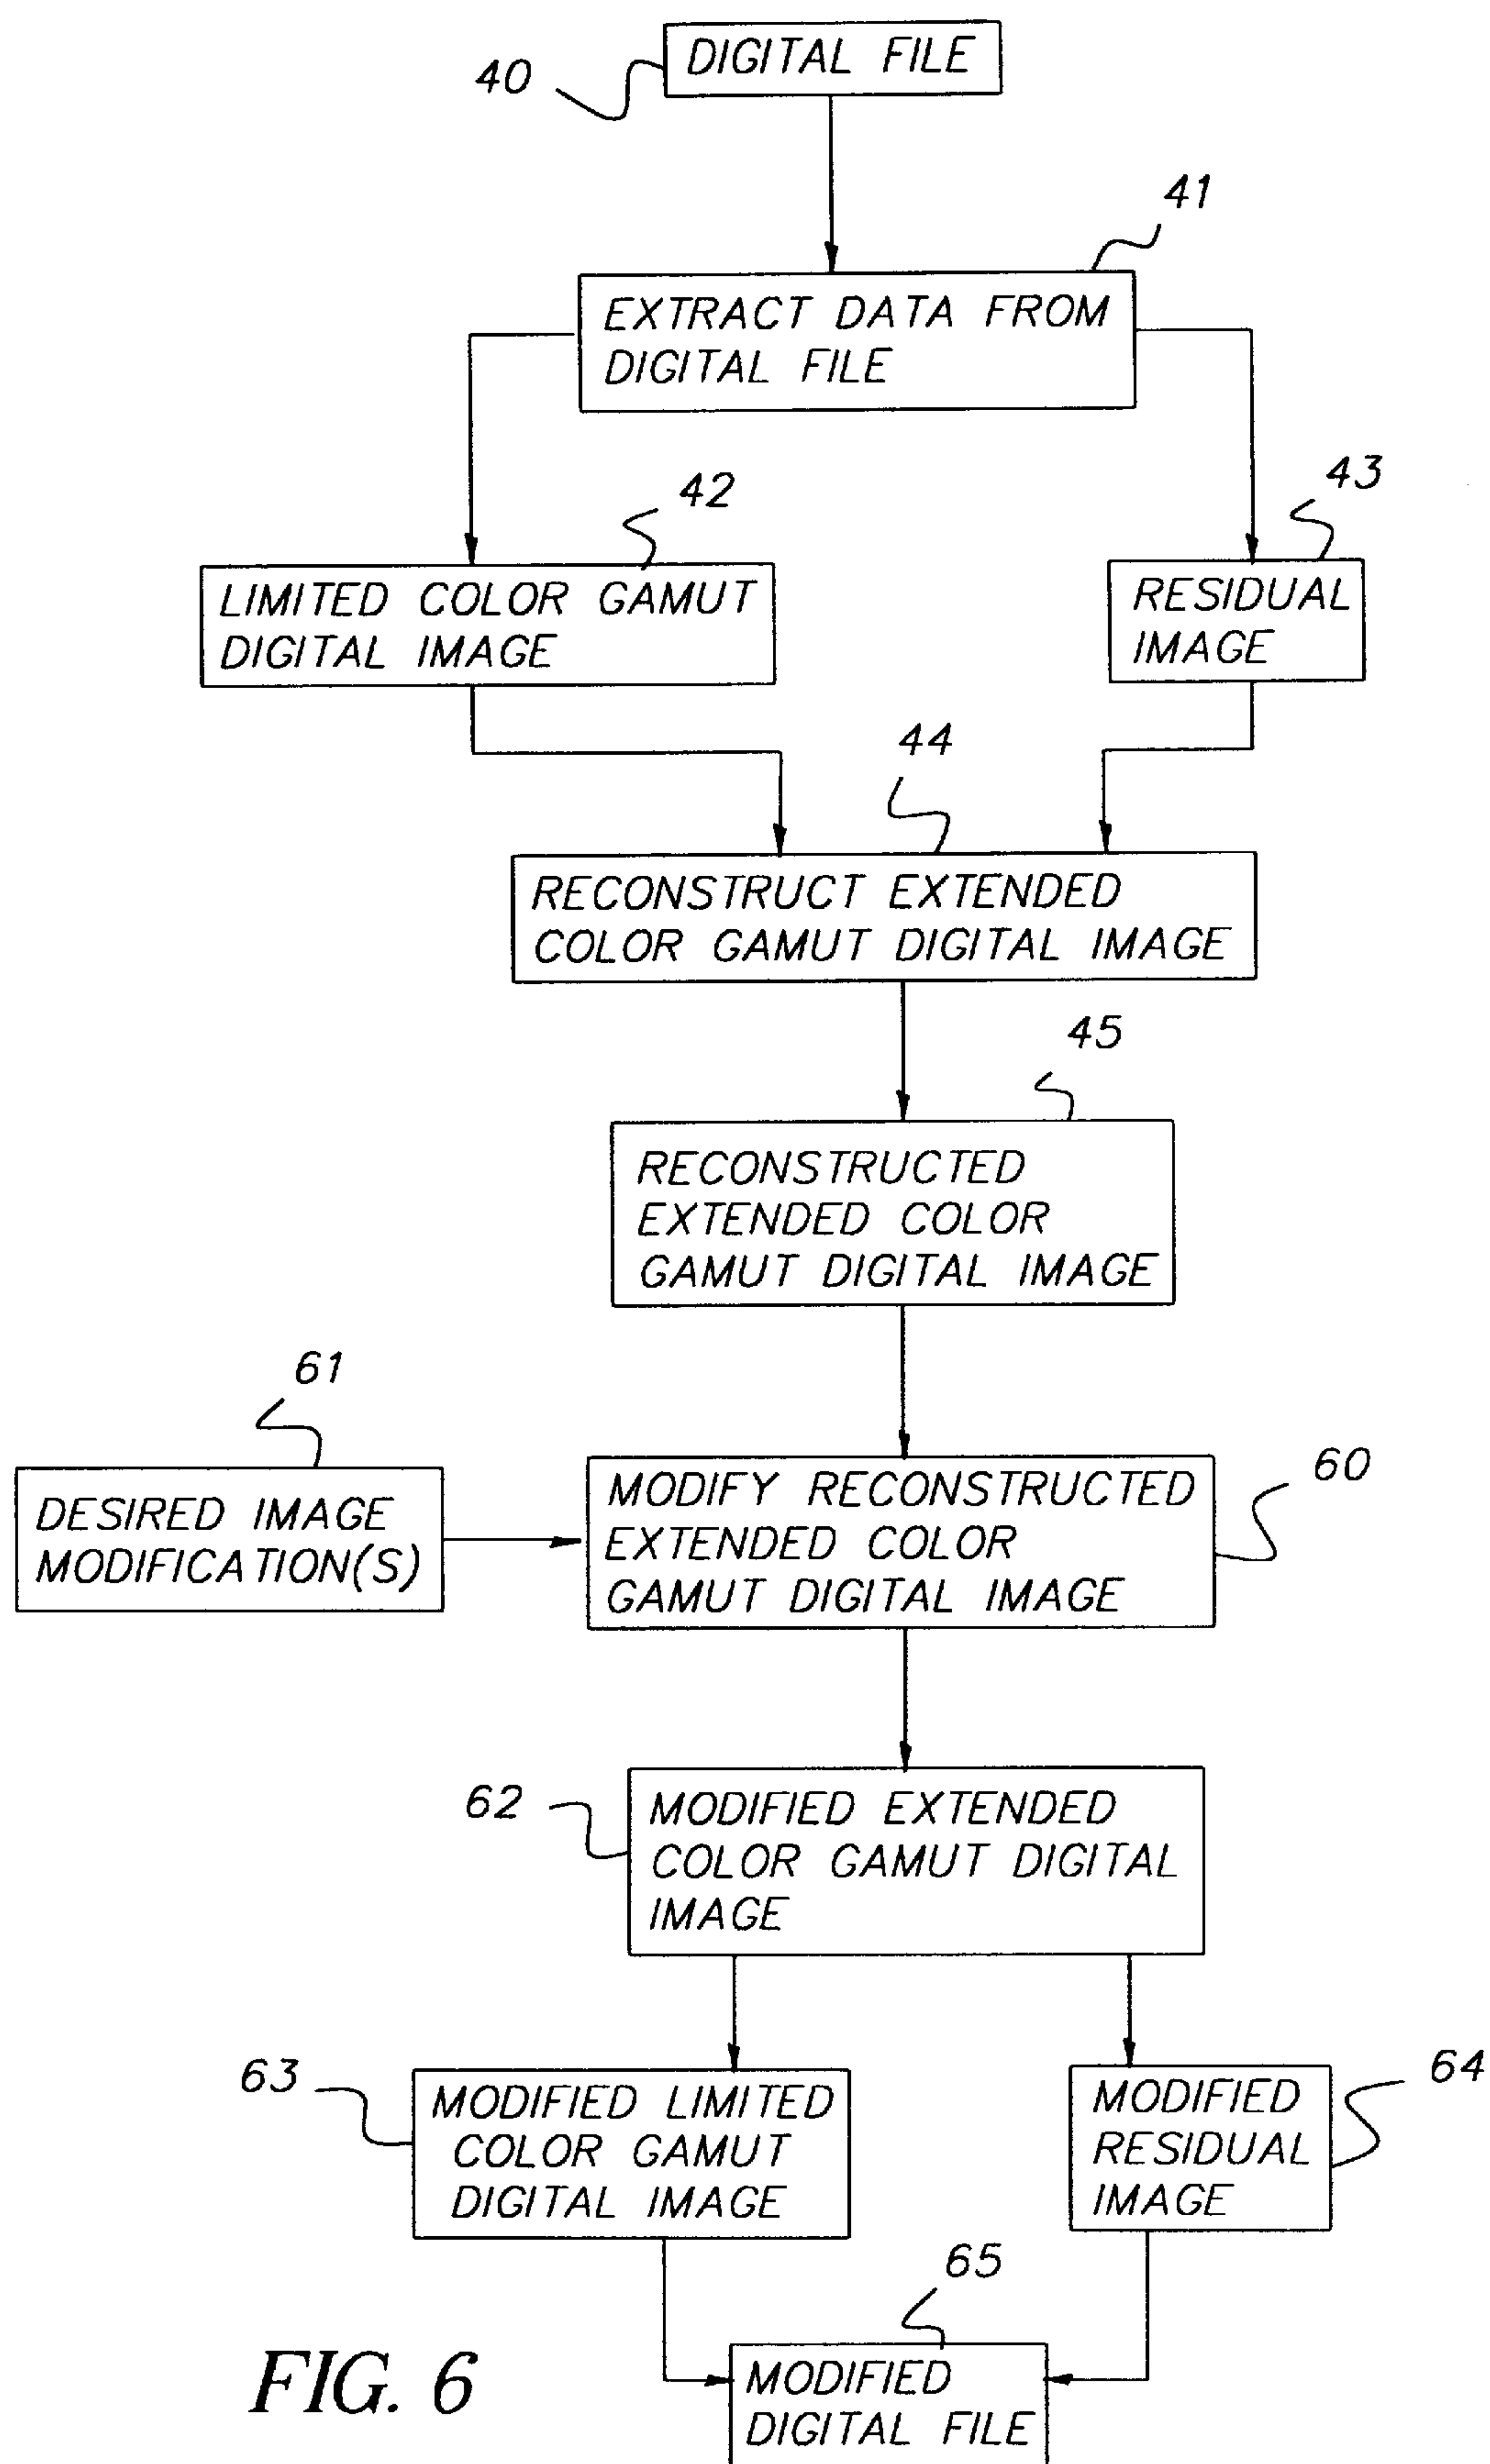 40
DIGITAL FILE
41
EXTRACT DATA FROM
DIGITAL FILE
42
LIMITED COLOR GAMUT
DIGITAL IMAGE
43
RESIDUAL
IMAGE
44
RECONSTRUCT EXTENDED
COLOR GAMUT DIGITAL IMAGE
45
RECONSTRUCTED
EXTENDED COLOR
GAMUT DIGITAL IMAGE
61
DESIRED IMAGE
MODIFICATION(S)
60
MODIFY RECONSTRUCTED
EXTENDED COLOR
GAMUT DIGITAL IMAGE
62
MODIFIED EXTENDED
COLOR GAMUT DIGITAL
IMAGE
63
MODIFIED LIMITED
COLOR GAMUT
DIGITAL IMAGE
64
MODIFIED
RESIDUAL
IMAGE
65
MODIFIED
DIGITAL FILE
FIG. 6